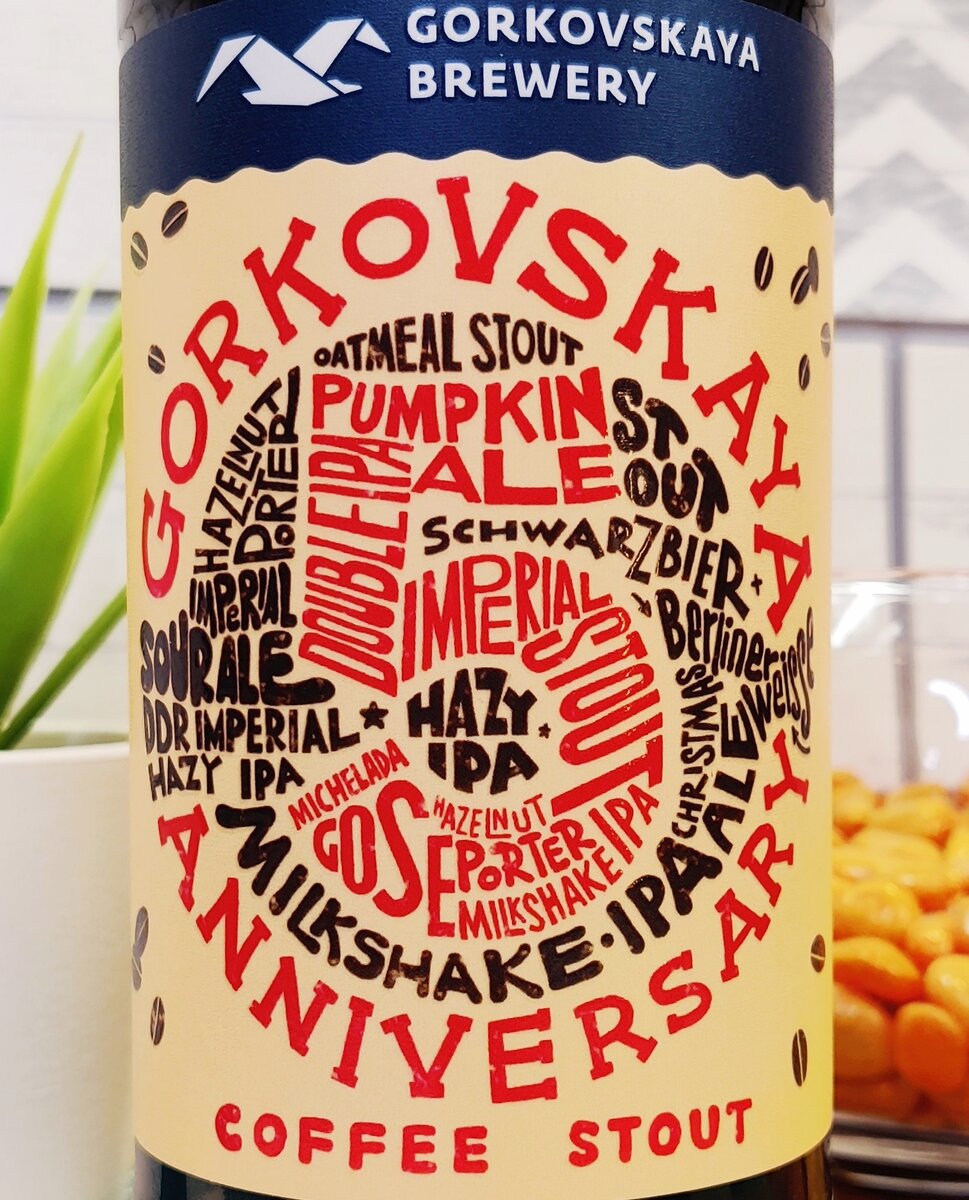 GORKOVSKAYA
BREWERY
GORKOVSKAYA
OATMEAL STOUT
PUMPKIN
ALE
DOUBLE IPA
HAZELNUT
PORTER
STOUT
SCHWARZBIER
IMPERIAL
STOUT
IMPERIAL
SOUR ALE
DDR IMPERIAL
HAZY IPA
Berliner
Weisse
HAZY
IPA
CHRISTMAS
ALE
MICHELADA
GOSE
HAZELNUT
PORTER
MILKSHAKE IPA
MILKSHAKE·IPA
ANNIVERSARY
COFFEE STOUT